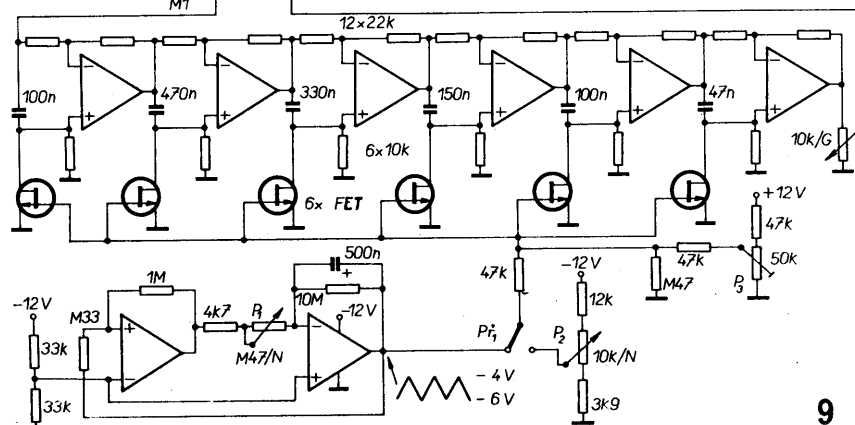 M1
12×22k
100n
470n
330n
150n
100n
47n
6×10k
6× FET
10k/G
+12V
47k
50k
P3
500n
+
1M
10M
-12V
4k7
P1
M47/N
-12V
M33
33k
33k
47k
-12V
12k
Př1
P2
10k/N
3k9
M47
47k
-4V
-6V
9